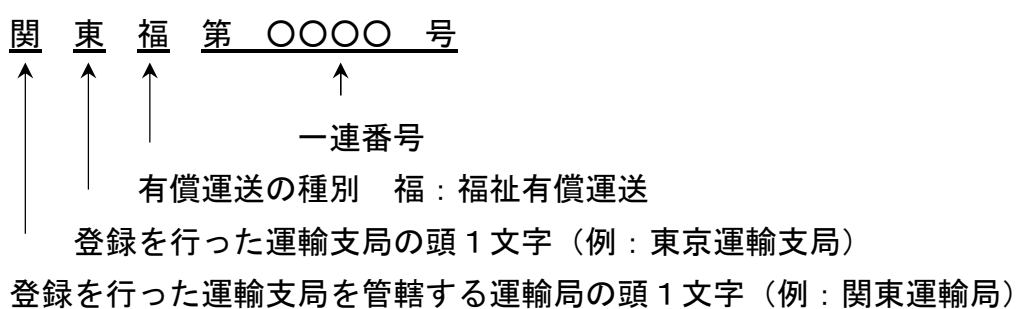 関 東 福 第 〇〇〇〇 号
一連番号
有償運送の種別 福：福祉有償運送
登録を行った運輸支局の頭１文字（例：東京運輸支局）
登録を行った運輸支局を管轄する運輸局の頭１文字（例：関東運輸局）